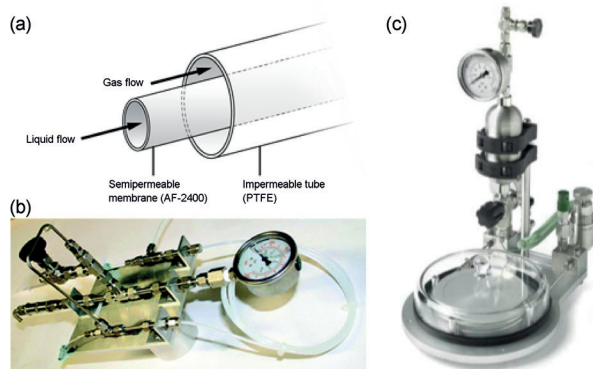 (a)
Gas flow
Liquid flow
Semipermeable
membrane (AF-2400)
Impermeable tube
(PTFE)
(b)
(c)